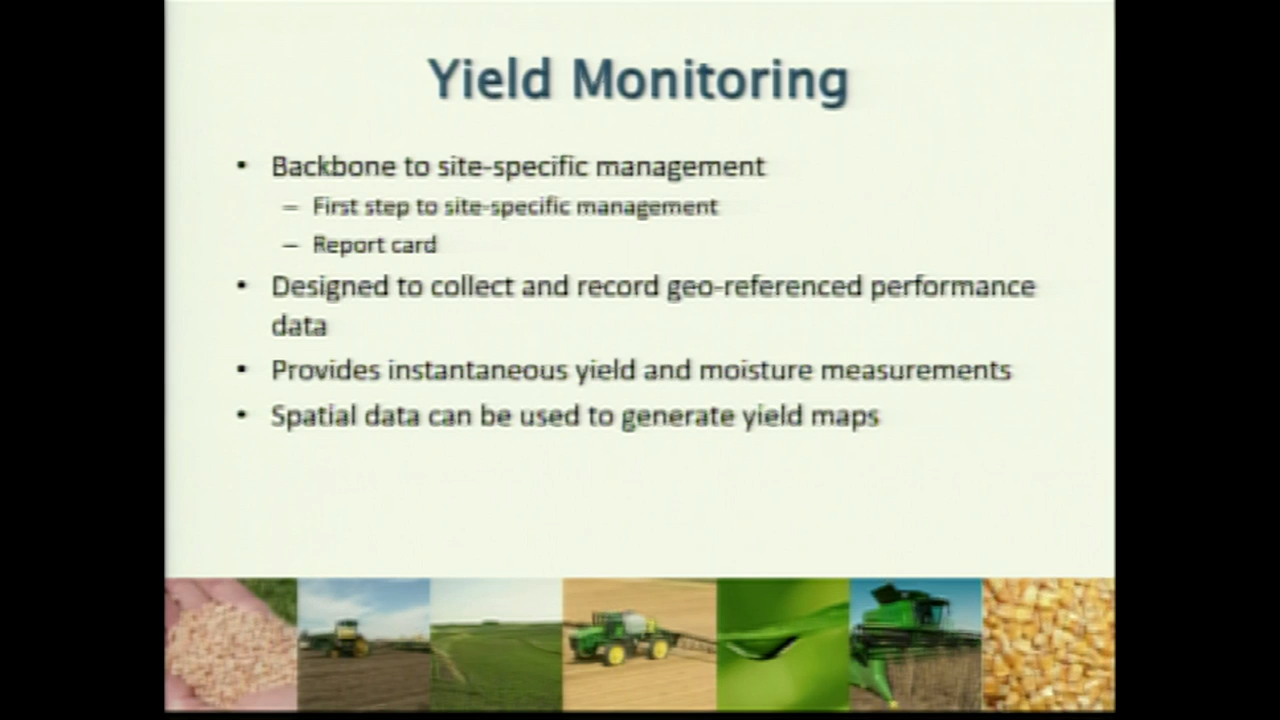 Yield Monitoring
• Backbone to site-specific management
– First step to site-specific management
– Report card
• Designed to collect and record geo-referenced performance
data
• Provides instantaneous yield and moisture measurements
• Spatial data can be used to generate yield maps